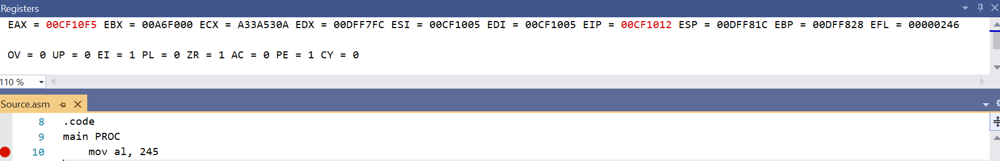 Registers
EAX = 00CF10F5 EBX = 00A6F000 ECX = A33A530A EDX = 00DFF7FC ESI = 00CF1005 EDI = 00CF1005 EIP = 00CF1012 ESP = 00DFF81C EBP = 00DFF828 EFL = 00000246
OV = 0 UP = 0 EI = 1 PL = 0 ZR = 1 AC = 0 PE = 1 CY = 0
110 %
Source.asm
8 .code
9 main PROC
10 mov al, 245